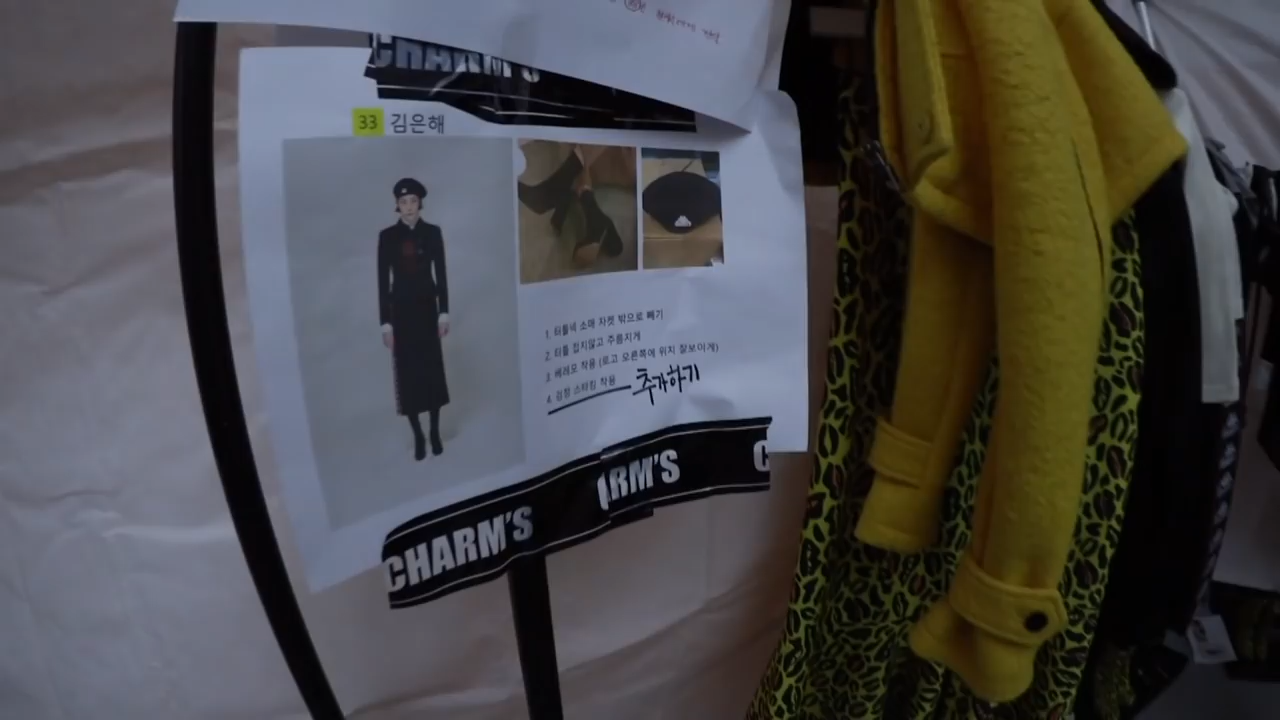 CHARM'S
33 김은해
1. 터틀넥 소매 자켓 밖으로 빼기
2. 터틀 접지않고 주름지게
3. 베레모 착용 (로고 오른쪽에 위치 잘보이게)
4. 검정 스타킹 착용 추가하기
CHARM'S ARM'S C